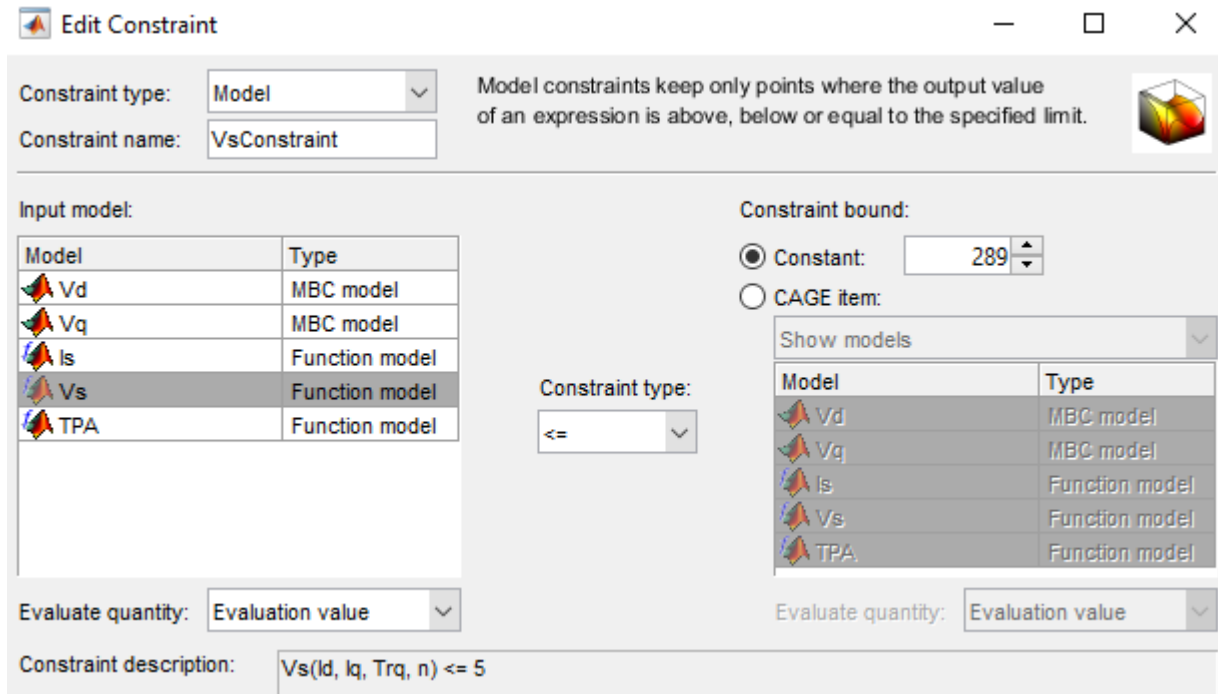 Edit Constraint
Constraint type: Model
Model constraints keep only points where the output value
of an expression is above, below or equal to the specified limit.
Constraint name: VsConstraint
Input model:
Model Type
Vd MBC model
Vq MBC model
Is Function model
Vs Function model
TPA Function model
Constraint type:
<=
Constraint bound:
Constant: 289
CAGE item:
Show models
Model Type
Vd MBC model
Vq MBC model
Is Function model
Vs Function model
TPA Function model
Evaluate quantity: Evaluation value
Evaluate quantity: Evaluation value
Constraint description: Vs(Id, Iq, Trq, n) <= 5